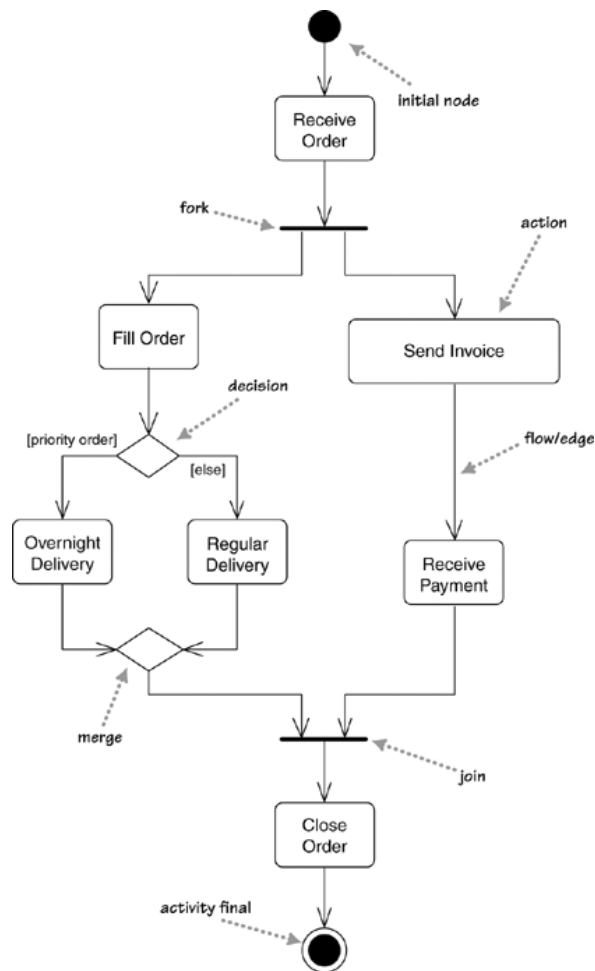 initial node
Receive
Order
fork
action
Fill Order
Send Invoice
decision
[priority order]
[else]
flow/edge
Overnight
Delivery
Regular
Delivery
Receive
Payment
merge
join
Close
Order
activity final